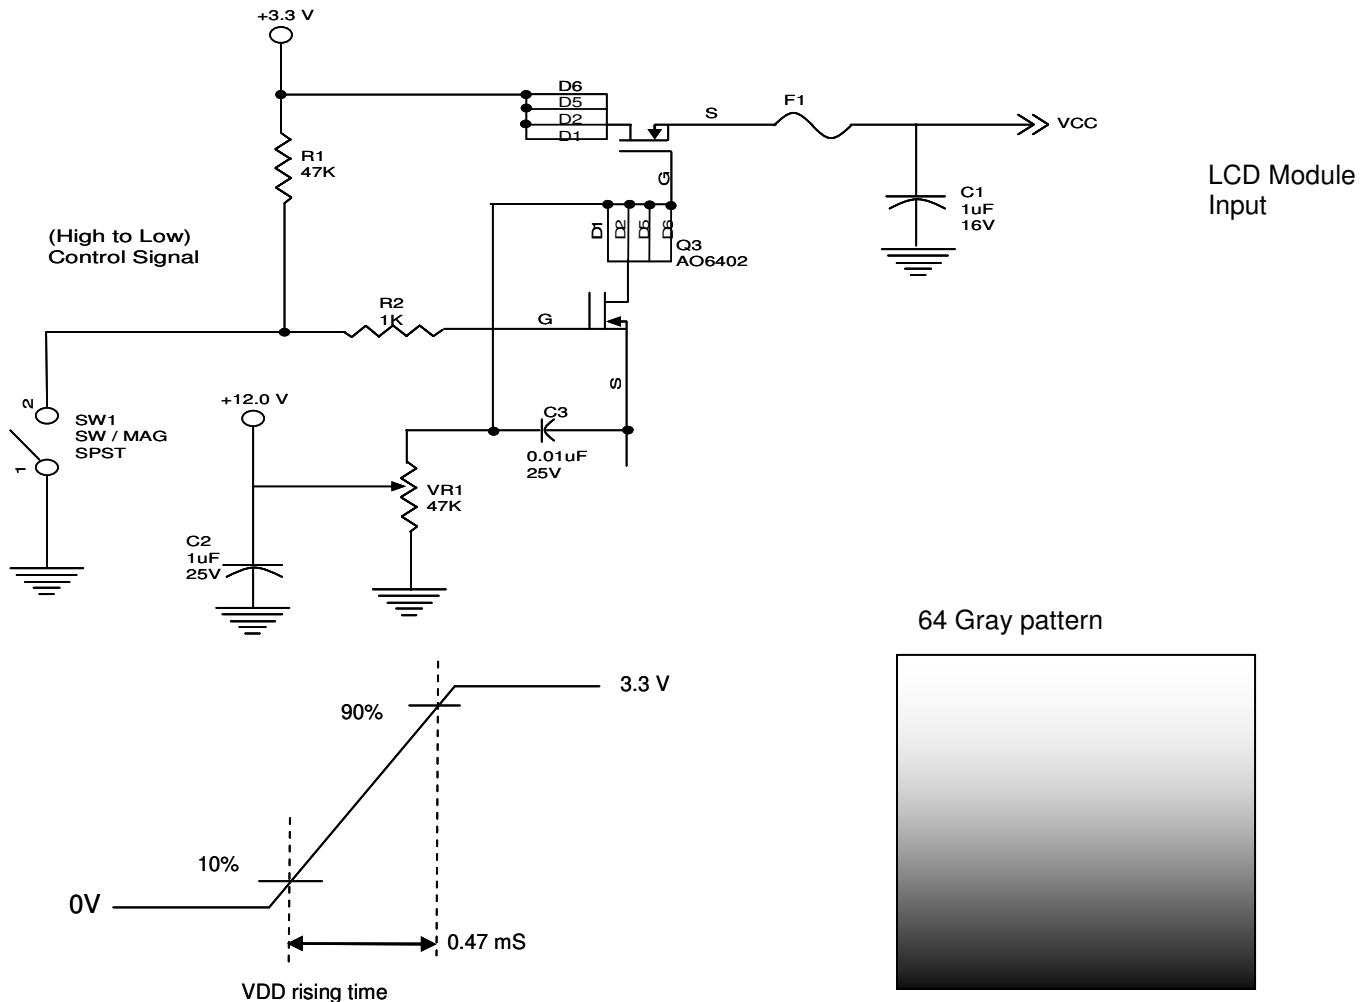 +3.3 V
D6
D5
D2
D1
S
F1
VCC
R1
47K
G
LCD Module
Input
C1
1uF
16V
D1
D2
D5
D6
Q3
AO6402
(High to Low)
Control Signal
R2
1K
G
S
+12.0 V
2
SW1
SW / MAG
SPST
1
C3
0.01uF
25V
VR1
47K
C2
1uF
25V
64 Gray pattern
3.3 V
90%
10%
0V
0.47 mS
VDD rising time